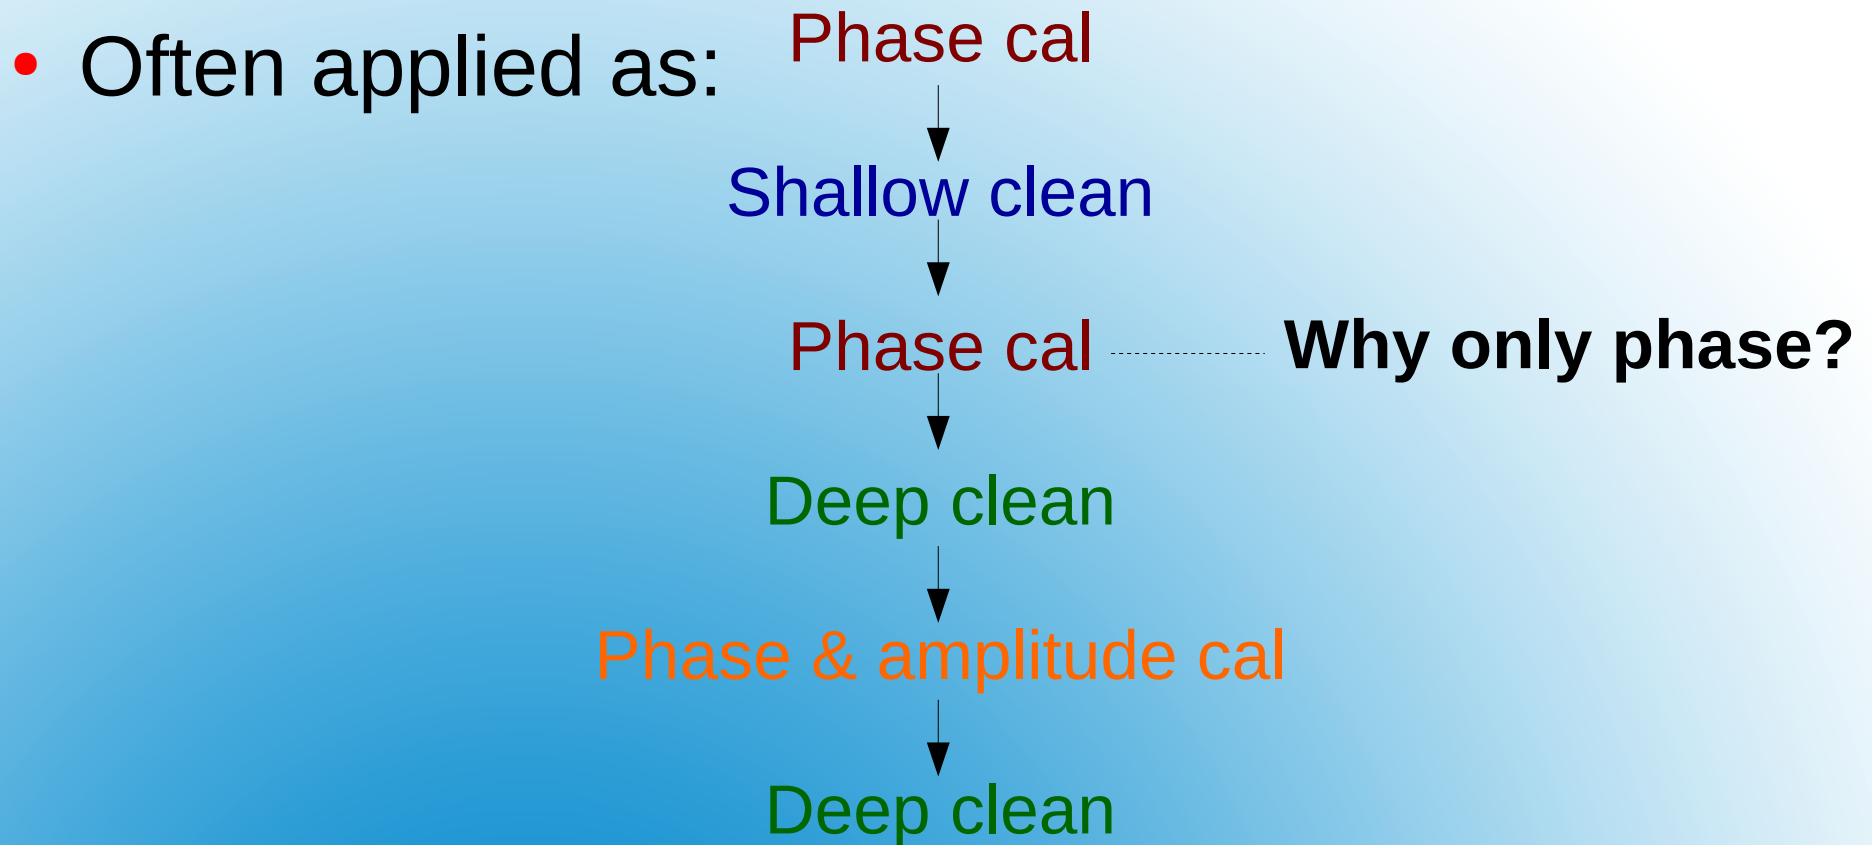 • Often applied as:
Phase cal
Shallow clean
Phase cal
Why only phase?
Deep clean
Phase & amplitude cal
Deep clean